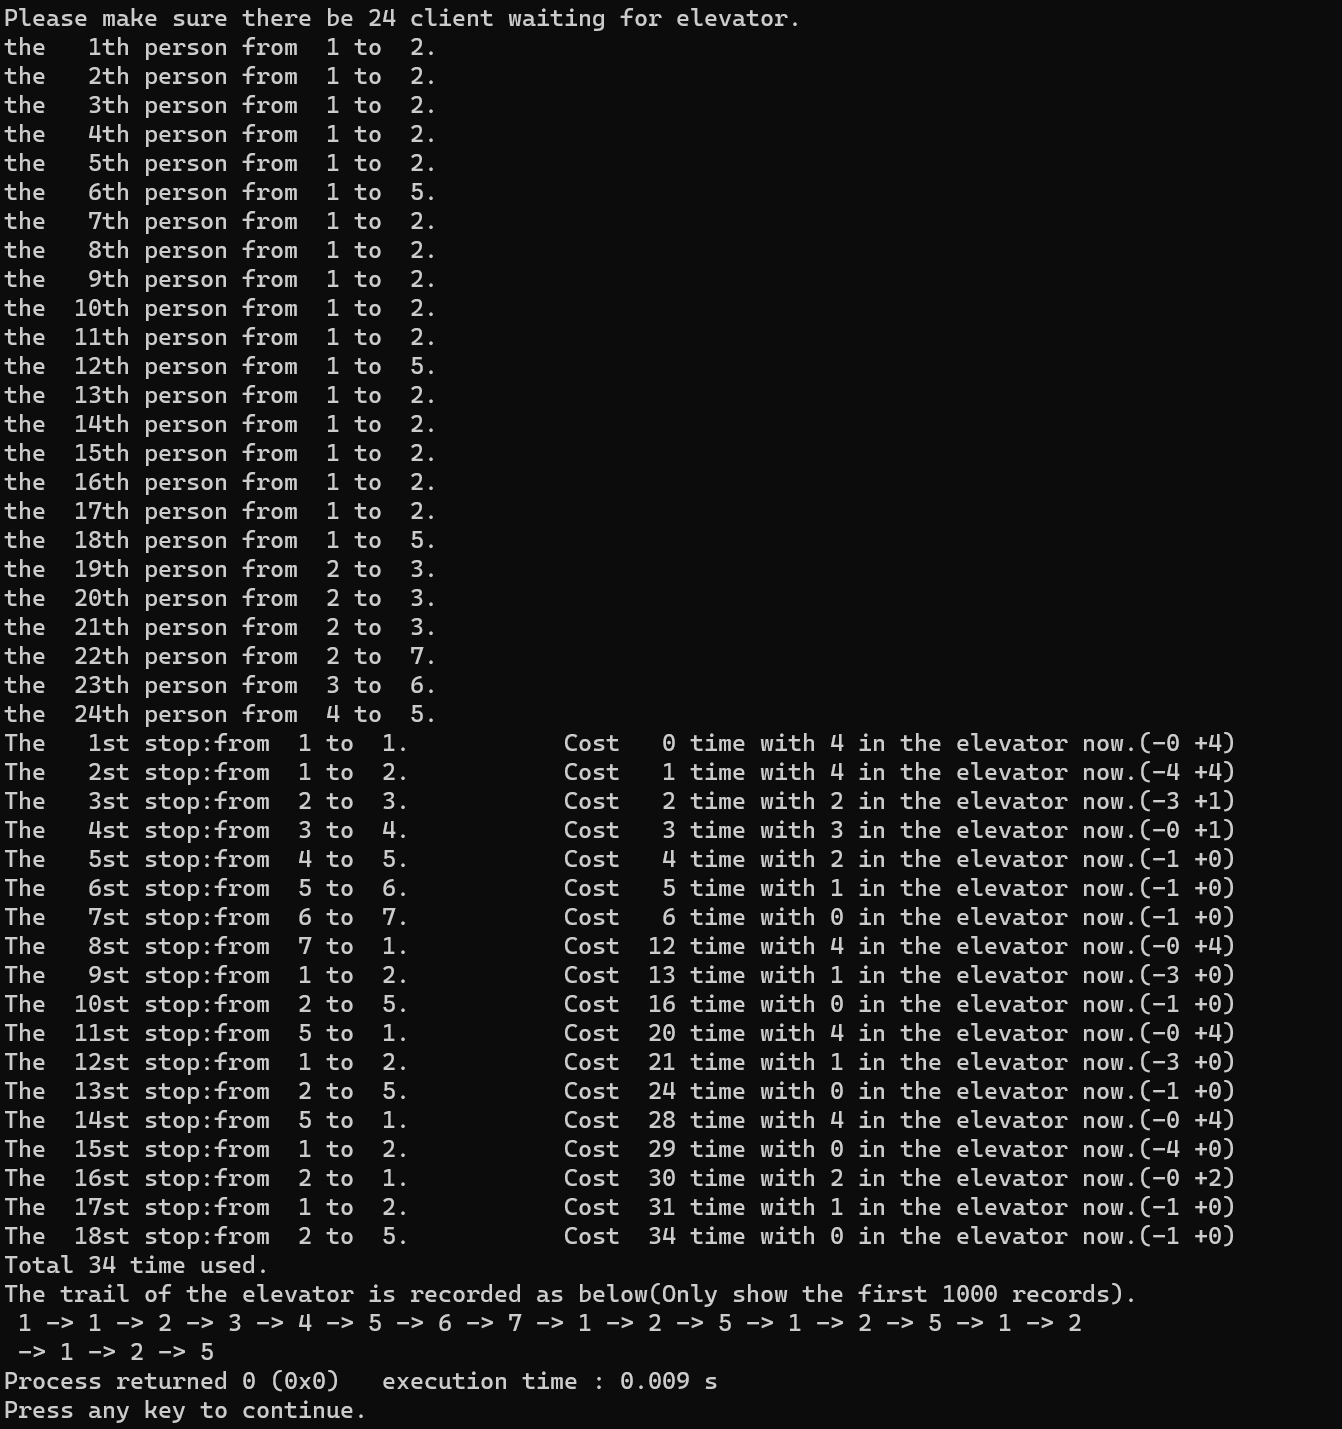 Please make sure there be 24 client waiting for elevator.
the   1th person from  1 to  2.
the   2th person from  1 to  2.
the   3th person from  1 to  2.
the   4th person from  1 to  2.
the   5th person from  1 to  2.
the   6th person from  1 to  5.
the   7th person from  1 to  2.
the   8th person from  1 to  2.
the   9th person from  1 to  2.
the  10th person from  1 to  2.
the  11th person from  1 to  2.
the  12th person from  1 to  5.
the  13th person from  1 to  2.
the  14th person from  1 to  2.
the  15th person from  1 to  2.
the  16th person from  1 to  2.
the  17th person from  1 to  2.
the  18th person from  1 to  5.
the  19th person from  2 to  3.
the  20th person from  2 to  3.
the  21th person from  2 to  3.
the  22th person from  2 to  7.
the  23th person from  3 to  6.
the  24th person from  4 to  5.
The   1st stop:from  1 to  1.           Cost   0 time with 4 in the elevator now.(-0 +4)
The   2st stop:from  1 to  2.           Cost   1 time with 4 in the elevator now.(-4 +4)
The   3st stop:from  2 to  3.           Cost   2 time with 2 in the elevator now.(-3 +1)
The   4st stop:from  3 to  4.           Cost   3 time with 3 in the elevator now.(-0 +1)
The   5st stop:from  4 to  5.           Cost   4 time with 2 in the elevator now.(-1 +0)
The   6st stop:from  5 to  6.           Cost   5 time with 1 in the elevator now.(-1 +0)
The   7st stop:from  6 to  7.           Cost   6 time with 0 in the elevator now.(-1 +0)
The   8st stop:from  7 to  1.           Cost  12 time with 4 in the elevator now.(-0 +4)
The   9st stop:from  1 to  2.           Cost  13 time with 1 in the elevator now.(-3 +0)
The  10st stop:from  2 to  5.           Cost  16 time with 0 in the elevator now.(-1 +0)
The  11st stop:from  5 to  1.           Cost  20 time with 4 in the elevator now.(-0 +4)
The  12st stop:from  1 to  2.           Cost  21 time with 1 in the elevator now.(-3 +0)
The  13st stop:from  2 to  5.           Cost  24 time with 0 in the elevator now.(-1 +0)
The  14st stop:from  5 to  1.           Cost  28 time with 4 in the elevator now.(-0 +4)
The  15st stop:from  1 to  2.           Cost  29 time with 0 in the elevator now.(-4 +0)
The  16st stop:from  2 to  1.           Cost  30 time with 2 in the elevator now.(-0 +2)
The  17st stop:from  1 to  2.           Cost  31 time with 1 in the elevator now.(-1 +0)
The  18st stop:from  2 to  5.           Cost  34 time with 0 in the elevator now.(-1 +0)
Total 34 time used.
The trail of the elevator is recorded as below(Only show the first 1000 records).
 1 -> 1 -> 2 -> 3 -> 4 -> 5 -> 6 -> 7 -> 1 -> 2 -> 5 -> 1 -> 2 -> 5 -> 1 -> 2
 -> 1 -> 2 -> 5
Process returned 0 (0x0)   execution time : 0.009 s
Press any key to continue.